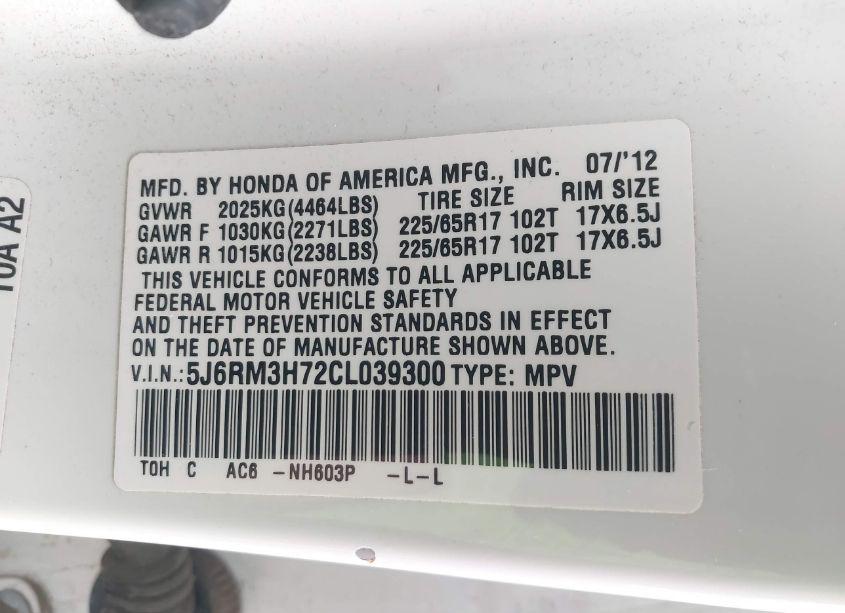 MFD. BY HONDA OF AMERICA MFG., INC. 07/'12
GVWR 2025KG(4464LBS) TIRE SIZE RIM SIZE
GAWR F 1030KG(2271LBS) 225/65R17 102T 17X6.5J
GAWR R 1015KG(2238LBS) 225/65R17 102T 17X6.5J
THIS VEHICLE CONFORMS TO ALL APPLICABLE
FEDERAL MOTOR VEHICLE SAFETY
AND THEFT PREVENTION STANDARDS IN EFFECT
ON THE DATE OF MANUFACTURE SHOWN ABOVE.
V.I.N.:5J6RM3H72CL039300 TYPE: MPV
TOH C AC6 -NH603P -L-L
A2